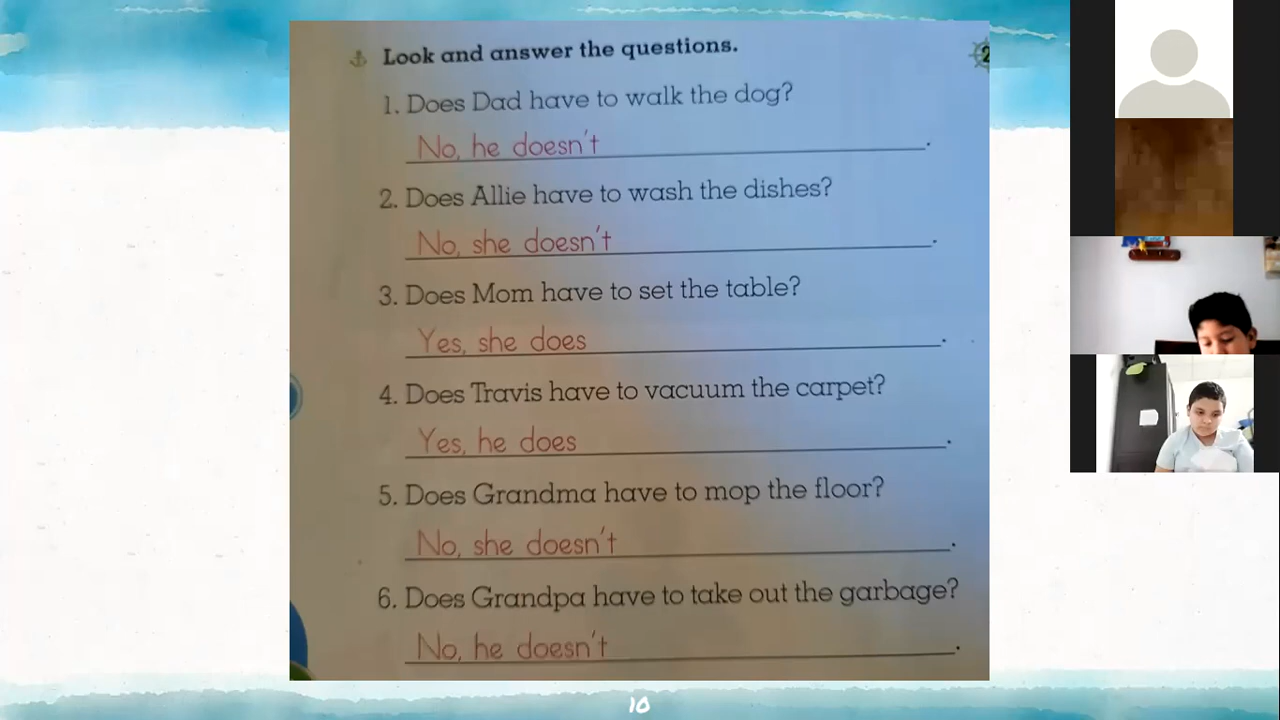 Look and answer the questions.
2
1. Does Dad have to walk the dog?
No, he doesn't.
2. Does Allie have to wash the dishes?
No, she doesn't.
3. Does Mom have to set the table?
Yes, she does.
4. Does Travis have to vacuum the carpet?
Yes, he does.
5. Does Grandma have to mop the floor?
No, she doesn't.
6. Does Grandpa have to take out the garbage?
No, he doesn't.
10